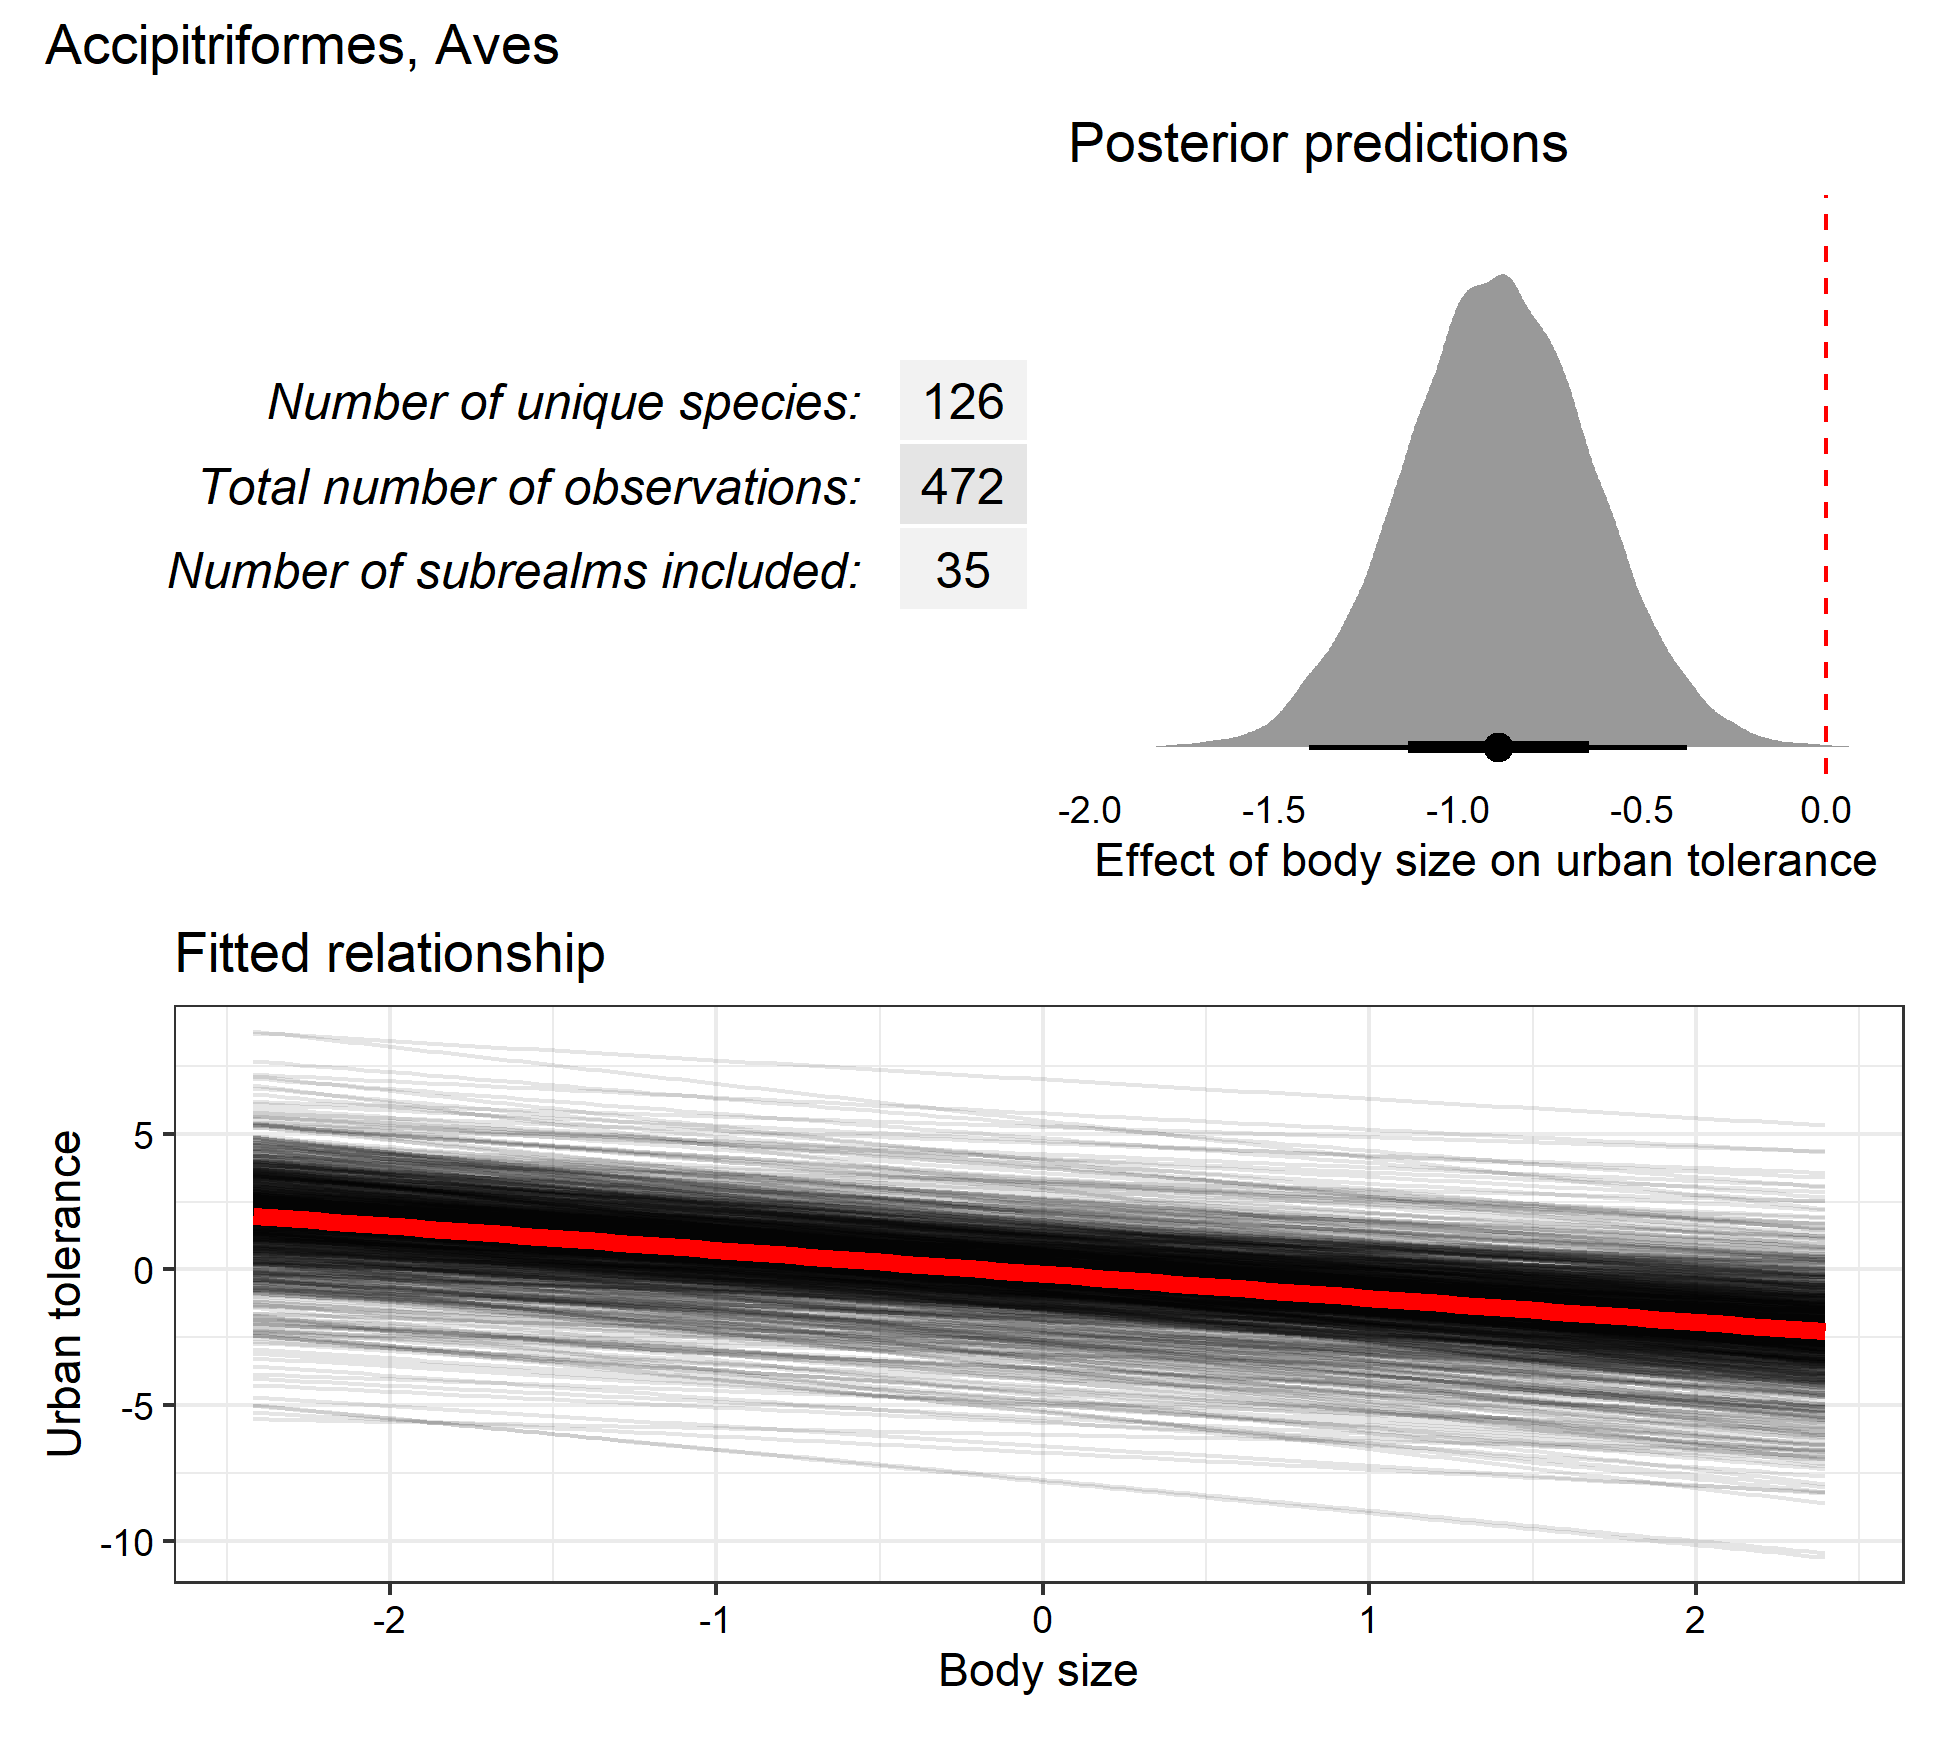 Accipitriformes, Aves
Number of unique species: 126
Total number of observations: 472
Number of subrealms included: 35
Posterior predictions
-2.0 -1.5 -1.0 -0.5 0.0
Effect of body size on urban tolerance
Fitted relationship
Urban tolerance
5
0
-5
-10
-2 -1 0 1 2
Body size